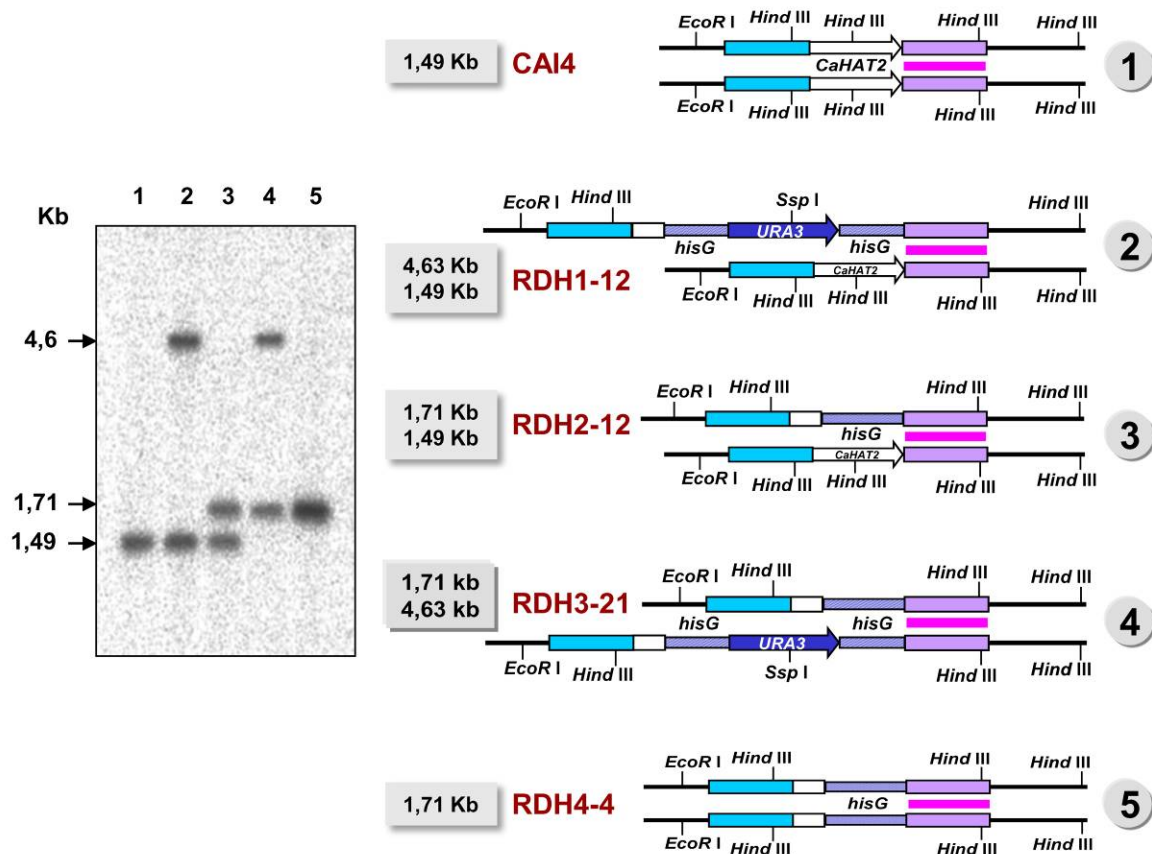 1,49 Kb
CAI4
EcoR I
Hind III
Hind III
Hind III
Hind III
CaHAT2
EcoR I
Hind III
Hind III
Hind III
Hind III
1
1 2 3 4 5
Kb
4,6
1,71
1,49
4,63 Kb
1,49 Kb
RDH1-12
EcoR I
Hind III
Ssp I
Hind III
URA3
hisG
hisG
CaHAT2
EcoR I
Hind III
Hind III
Hind III
Hind III
2
1,71 Kb
1,49 Kb
RDH2-12
EcoR I
Hind III
Hind III
Hind III
hisG
CaHAT2
EcoR I
Hind III
Hind III
Hind III
Hind III
3
1,71 kb
4,63 kb
RDH3-21
EcoR I
Hind III
Hind III
Hind III
hisG
hisG
URA3
EcoR I
Hind III
Ssp I
Hind III
Hind III
4
1,71 Kb
RDH4-4
EcoR I
Hind III
Hind III
Hind III
hisG
EcoR I
Hind III
Hind III
Hind III
5